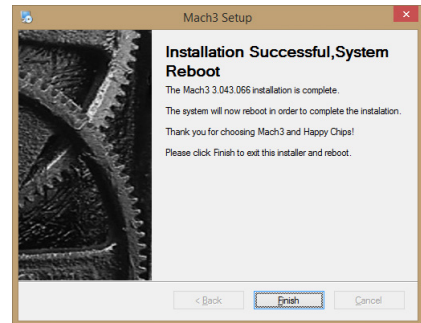 Mach3 Setup
Installation Successful,System
Reboot
The Mach3 3.043.066 installation is complete.
The system will now reboot in order to complete the instalation.
Thank you for choosing Mach3 and Happy Chips!
Please click Finish to exit this installer and reboot.
< Back Finish Cancel